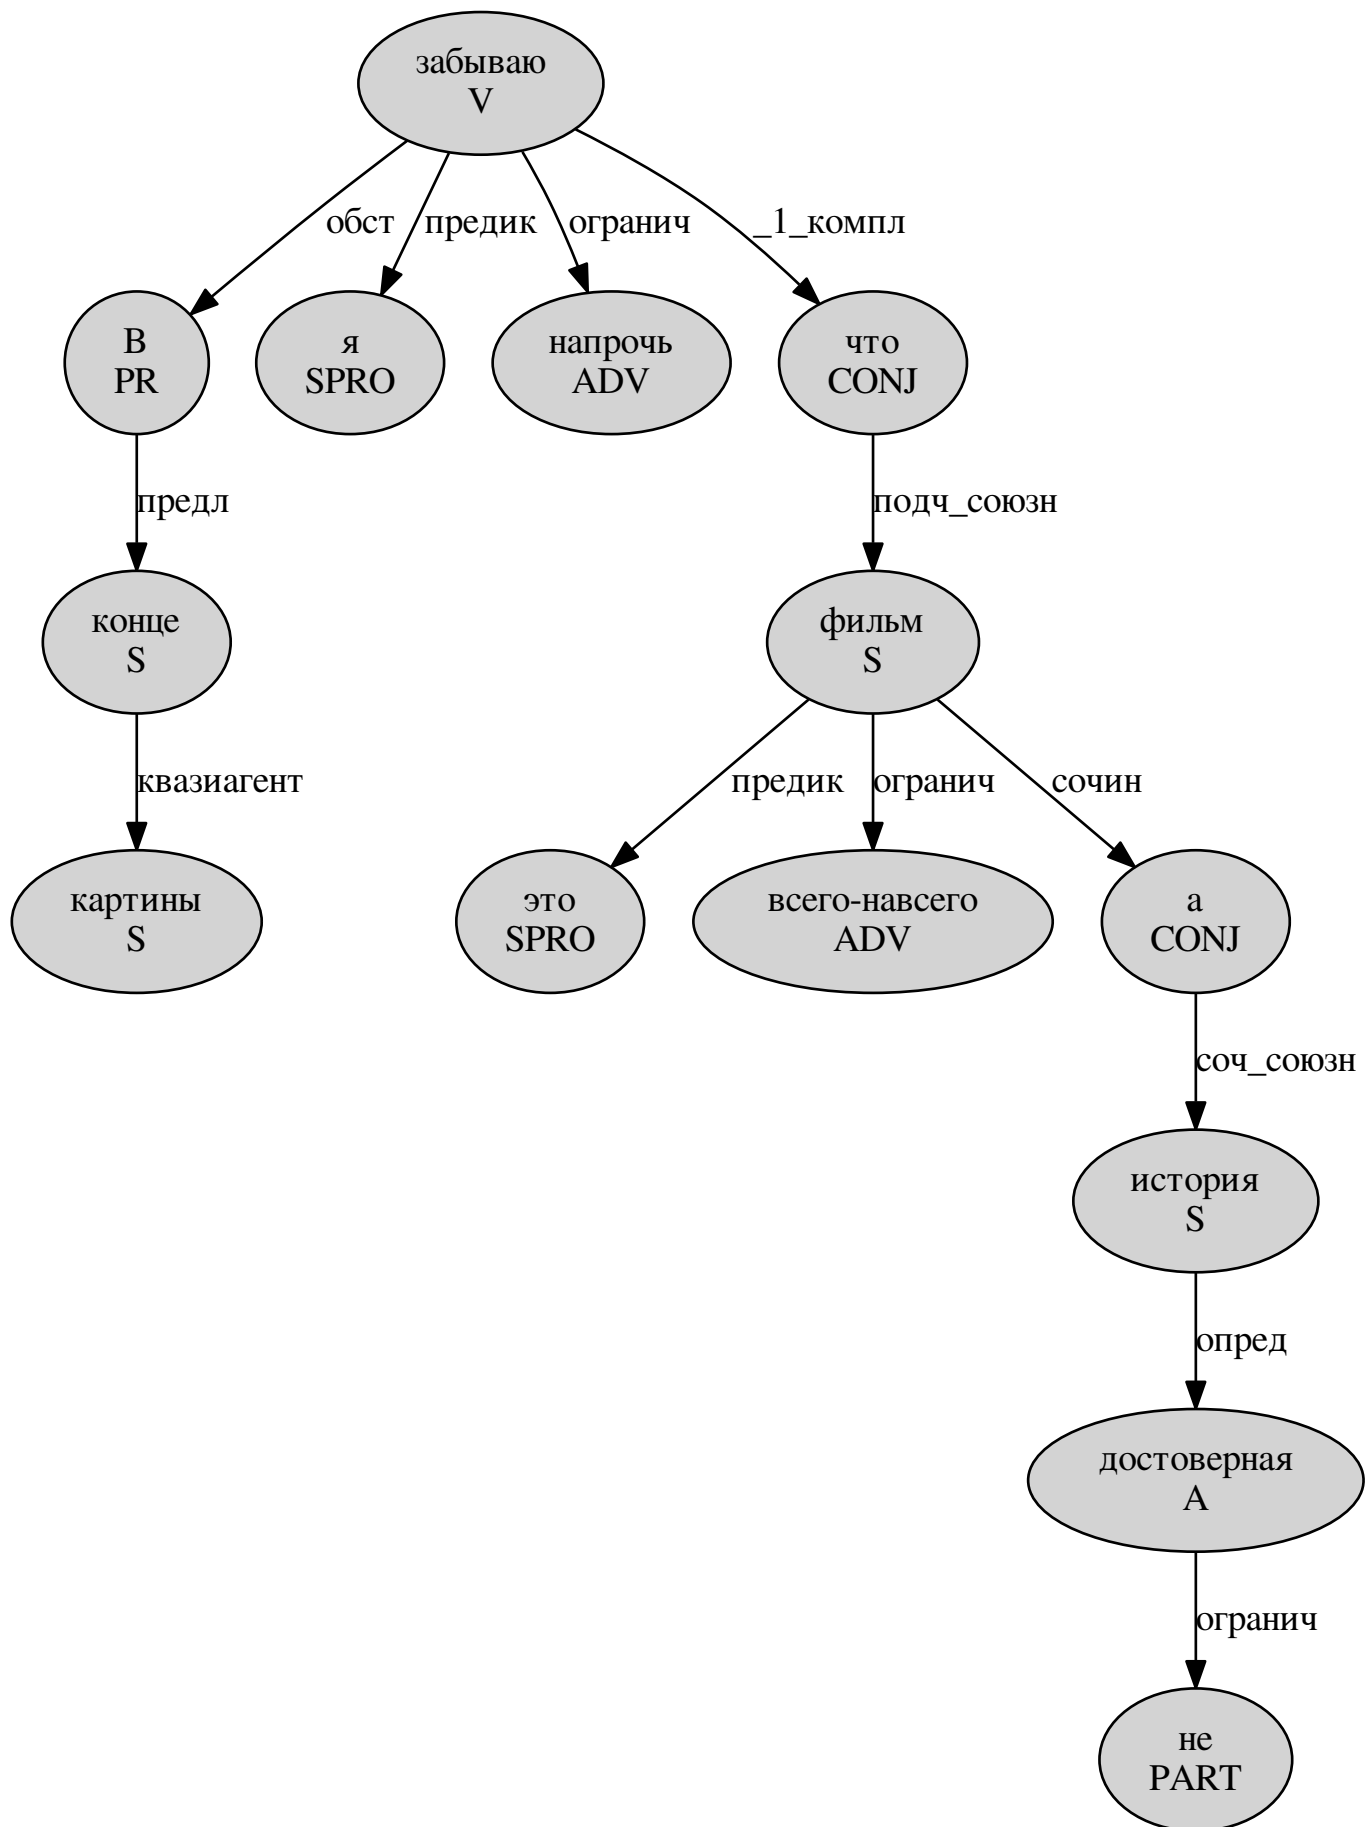 забываю
V
обст
предик
огранич
_1_компл
В
PR
я
SPRO
напрочь
ADV
что
CONJ
предл
подч_союзн
конце
S
фильм
S
квазиагент
предик
огранич
сочин
картины
S
это
SPRO
всего-навсего
ADV
а
CONJ
соч_союзн
история
S
опред
достоверная
A
огранич
не
PART